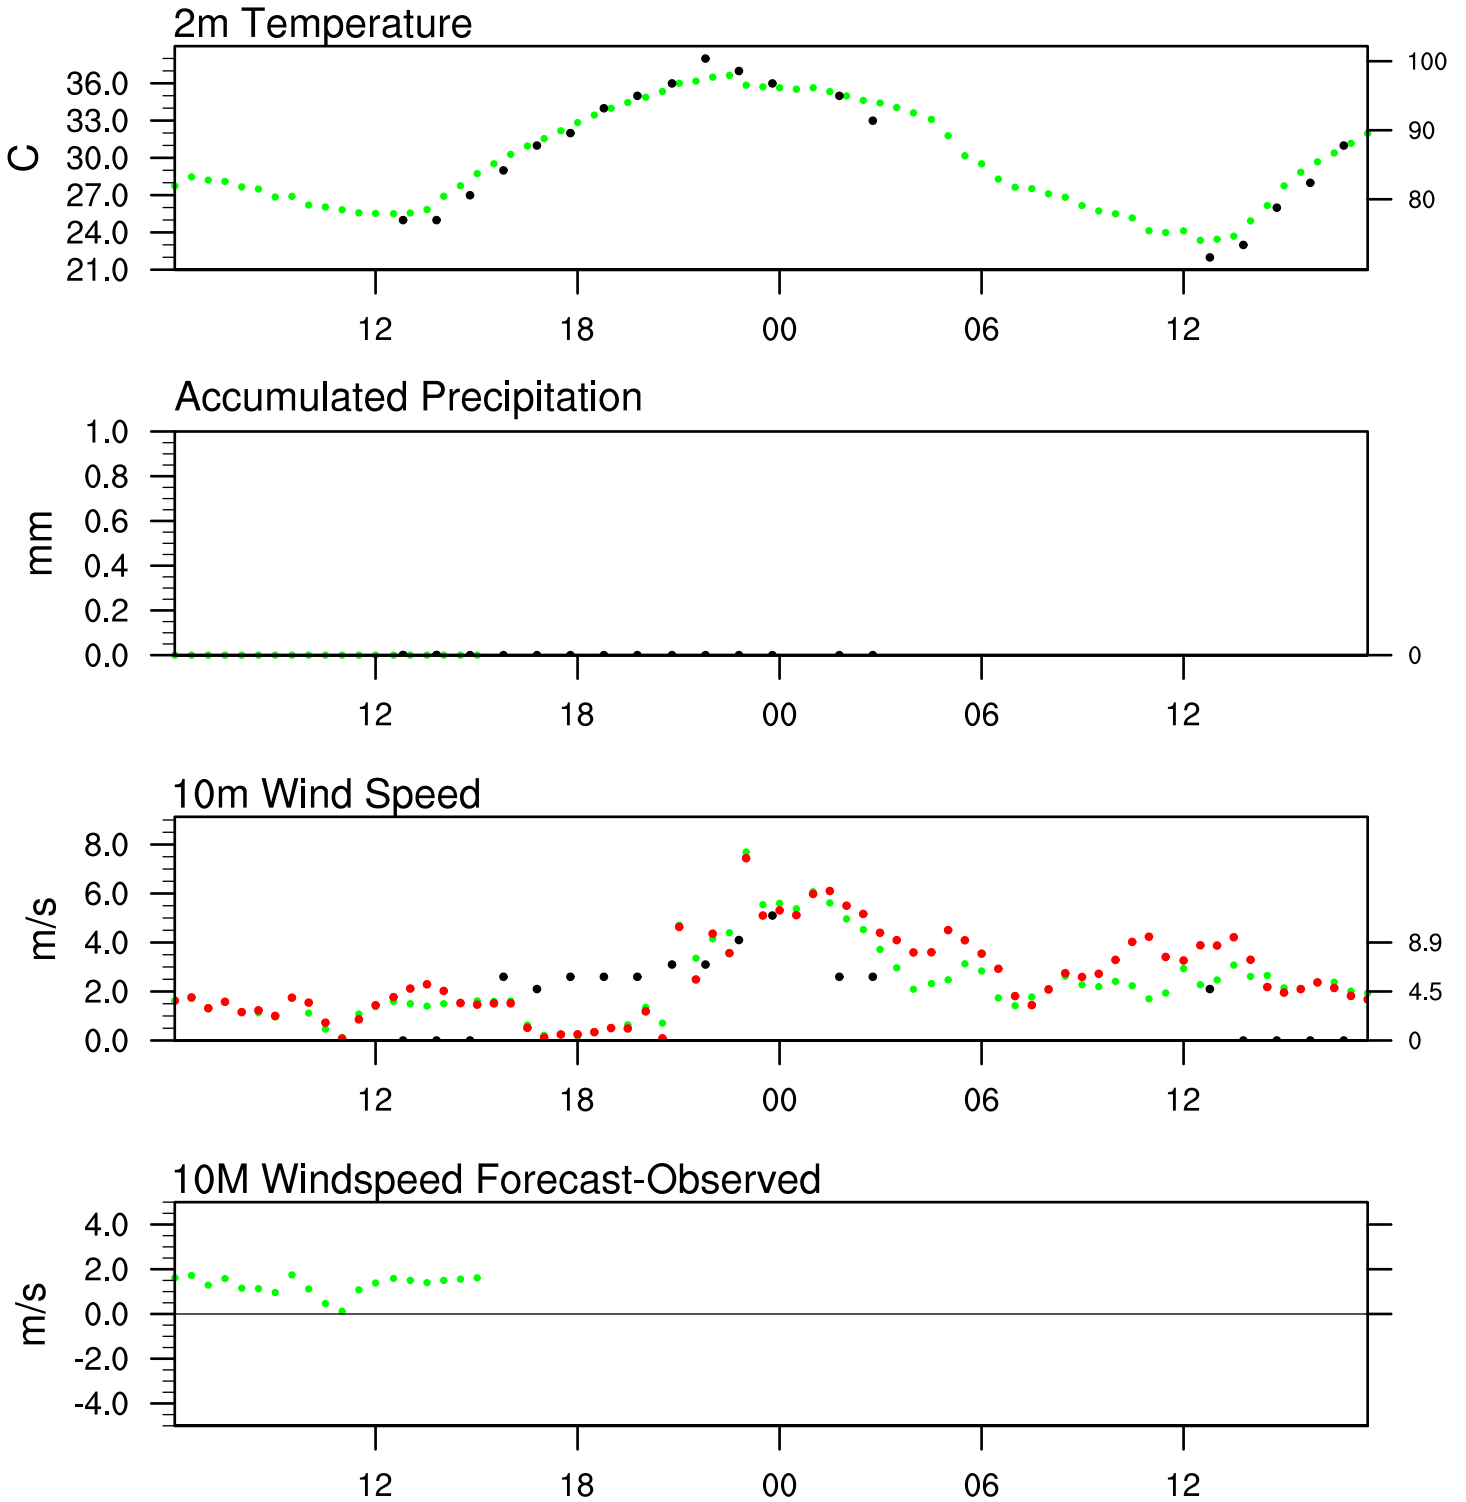 2m Temperature
C
36.0
33.0
30.0
27.0
24.0
21.0
100
90
80
12 18 00 06 12
Accumulated Precipitation
mm
1.0
0.8
0.6
0.4
0.2
0.0
0
12 18 00 06 12
10m Wind Speed
m/s
8.0
6.0
4.0
2.0
0.0
8.9
4.5
0
12 18 00 06 12
10M Windspeed Forecast-Observed
m/s
4.0
2.0
0.0
-2.0
-4.0
12 18 00 06 12